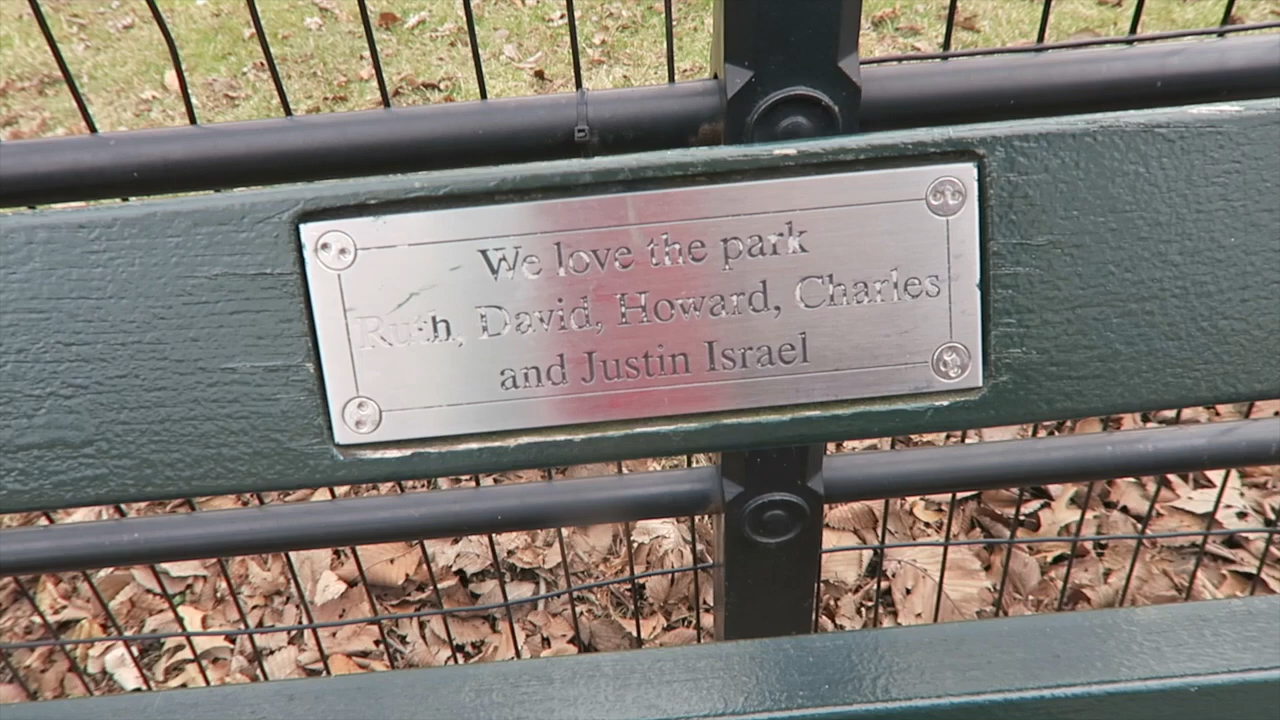 We love the park
Ruth, David, Howard, Charles
and Justin Israel